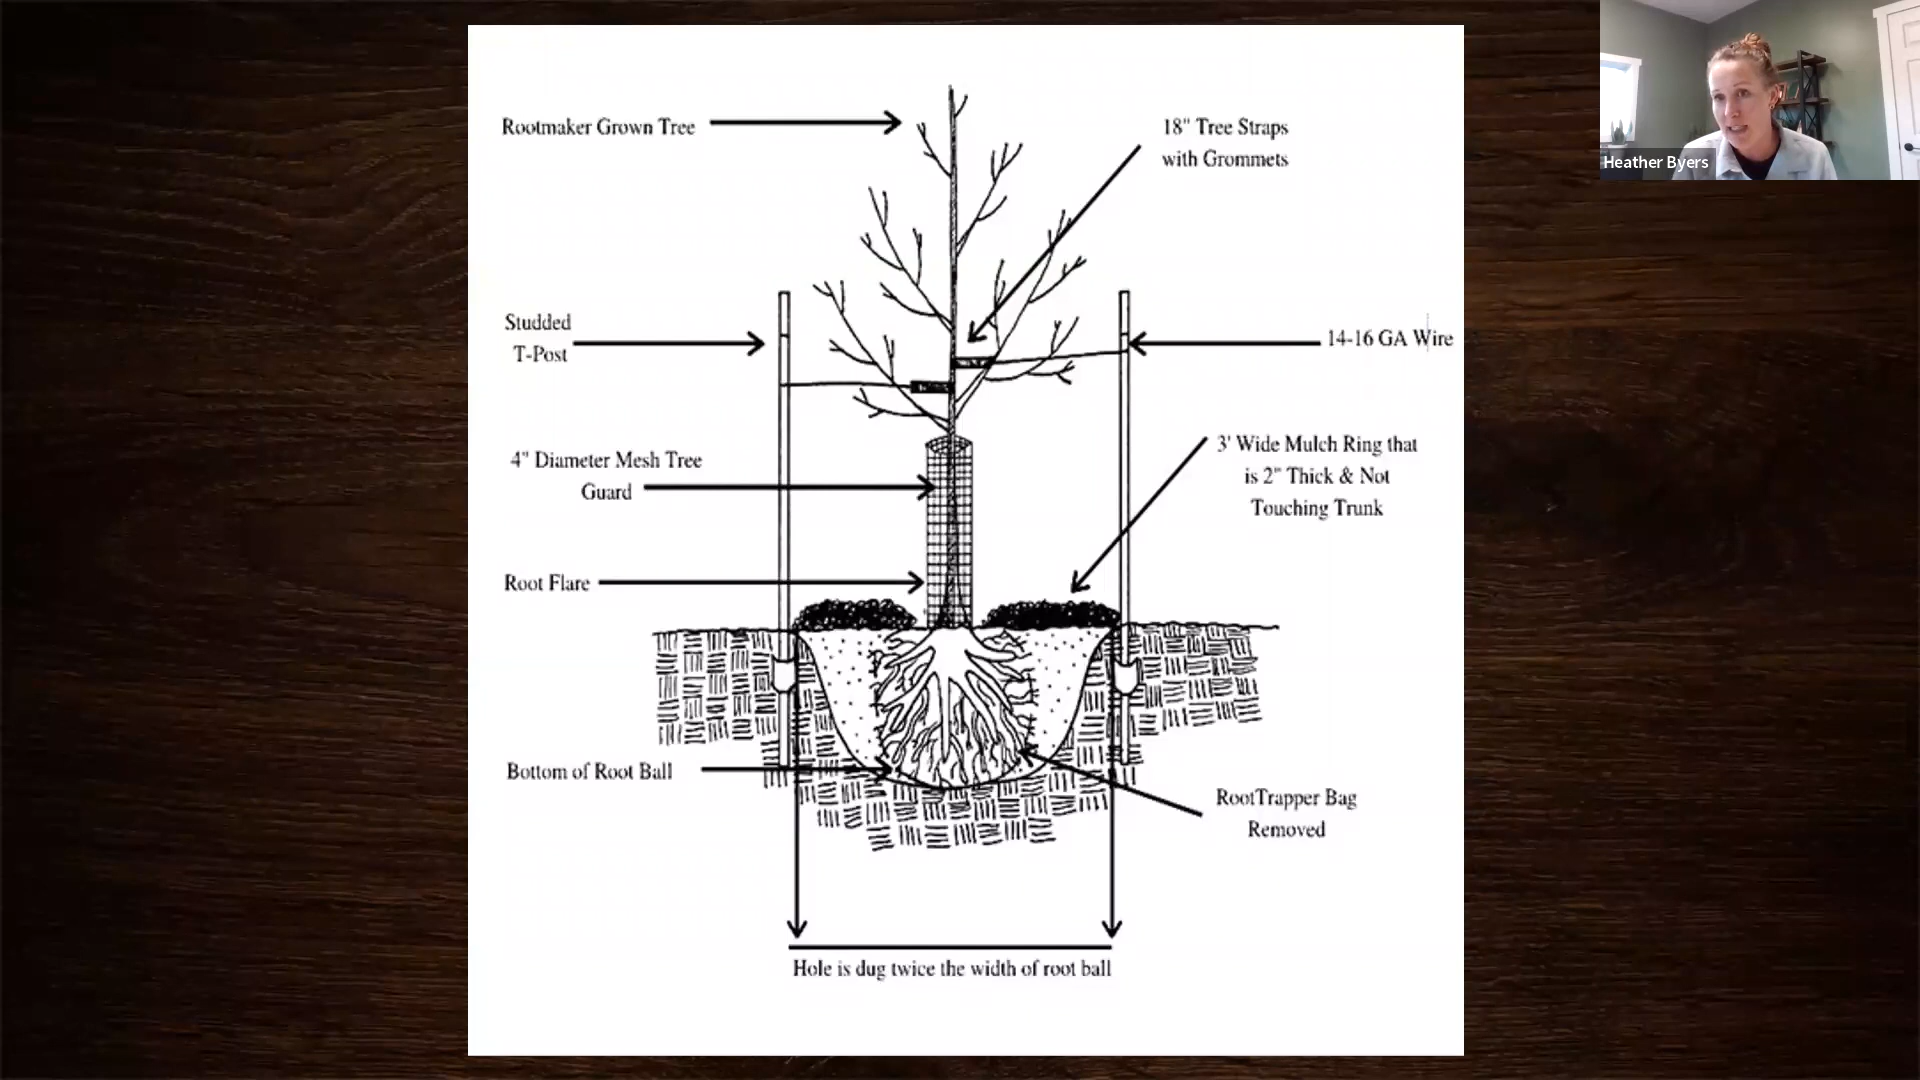 Rootmaker Grown Tree
18" Tree Straps
with Grommets
Heather Byers
Studded
T-Post
14-16 GA Wire
4" Diameter Mesh Tree
Guard
3' Wide Mulch Ring that
is 2" Thick & Not
Touching Trunk
Root Flare
Bottom of Root Ball
RootTrapper Bag
Removed
Hole is dug twice the width of root ball